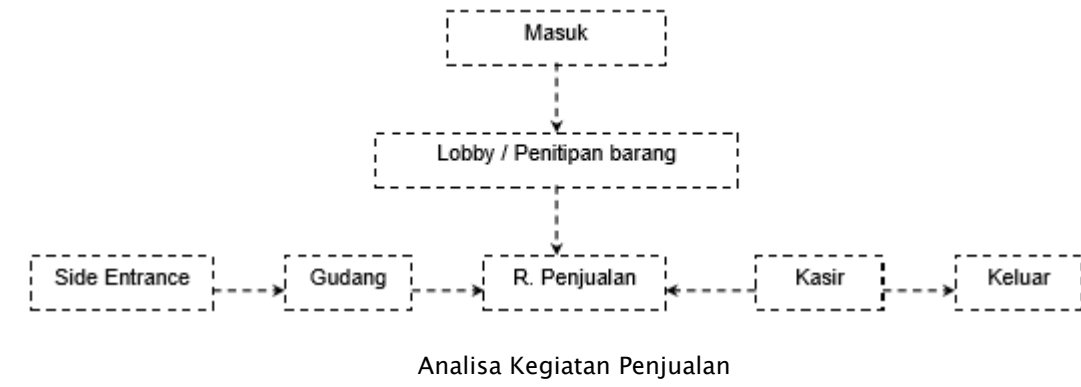 Masuk
Lobby / Penitipan barang
Side Entrance
Gudang
R. Penjualan
Kasir
Keluar
Analisa Kegiatan Penjualan